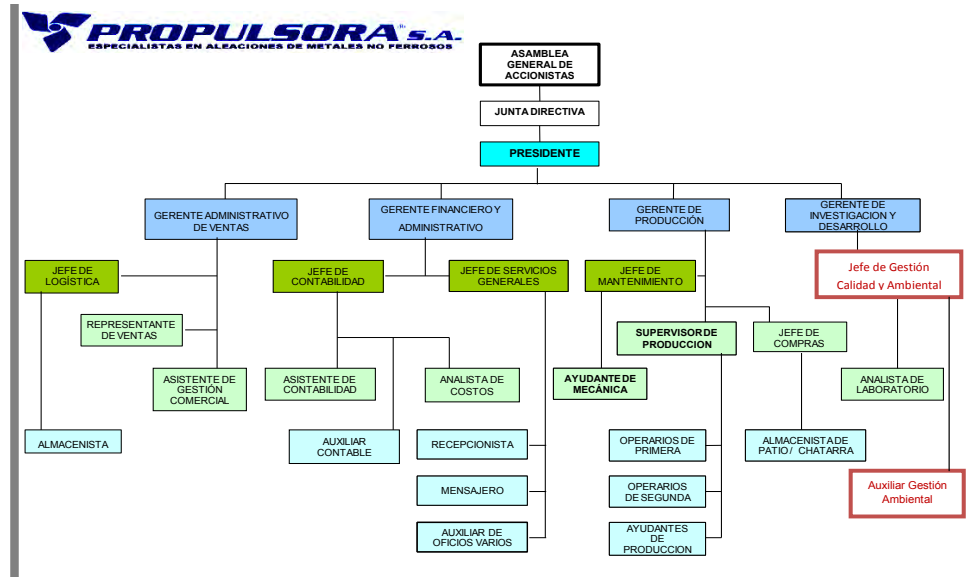 PROPULSORA S.A.
ESPECIALISTAS EN ALEACIONES DE METALES NO FERROSOS
ASAMBLEA
GENERAL DE
ACCIONISTAS
JUNTA DIRECTIVA
PRESIDENTE
GERENTE ADMINISTRATIVO
DE VENTAS
GERENTE FINANCIERO Y
ADMINISTRATIVO
GERENTE DE
PRODUCCIÓN
GERENTE DE
INVESTIGACION Y
DESARROLLO
JEFE DE
LOGÍSTICA
JEFE DE
CONTABILIDAD
JEFE DE SERVICIOS
GENERALES
JEFE DE
MANTENIMIENTO
Jefe de Gestión
Calidad y Ambiental
REPRESENTANTE
DE VENTAS
SUPERVISOR DE
PRODUCCION
JEFE DE
COMPRAS
ASISTENTE DE
GESTIÓN
COMERCIAL
ASISTENTE DE
CONTABILIDAD
ANALISTA DE
COSTOS
AYUDANTE DE
MECÁNICA
ANALISTA DE
LABORATORIO
ALMACENISTA
AUXILIAR
CONTABLE
RECEPCIONISTA
OPERARIOS DE
PRIMERA
ALMACENISTA DE
PATIO / CHATARRA
MENSAJERO
OPERARIOS
DE SEGUNDA
Auxiliar Gestión
Ambiental
AUXILIAR DE
OFICIOS VARIOS
AYUDANTES
DE
PRODUCCION